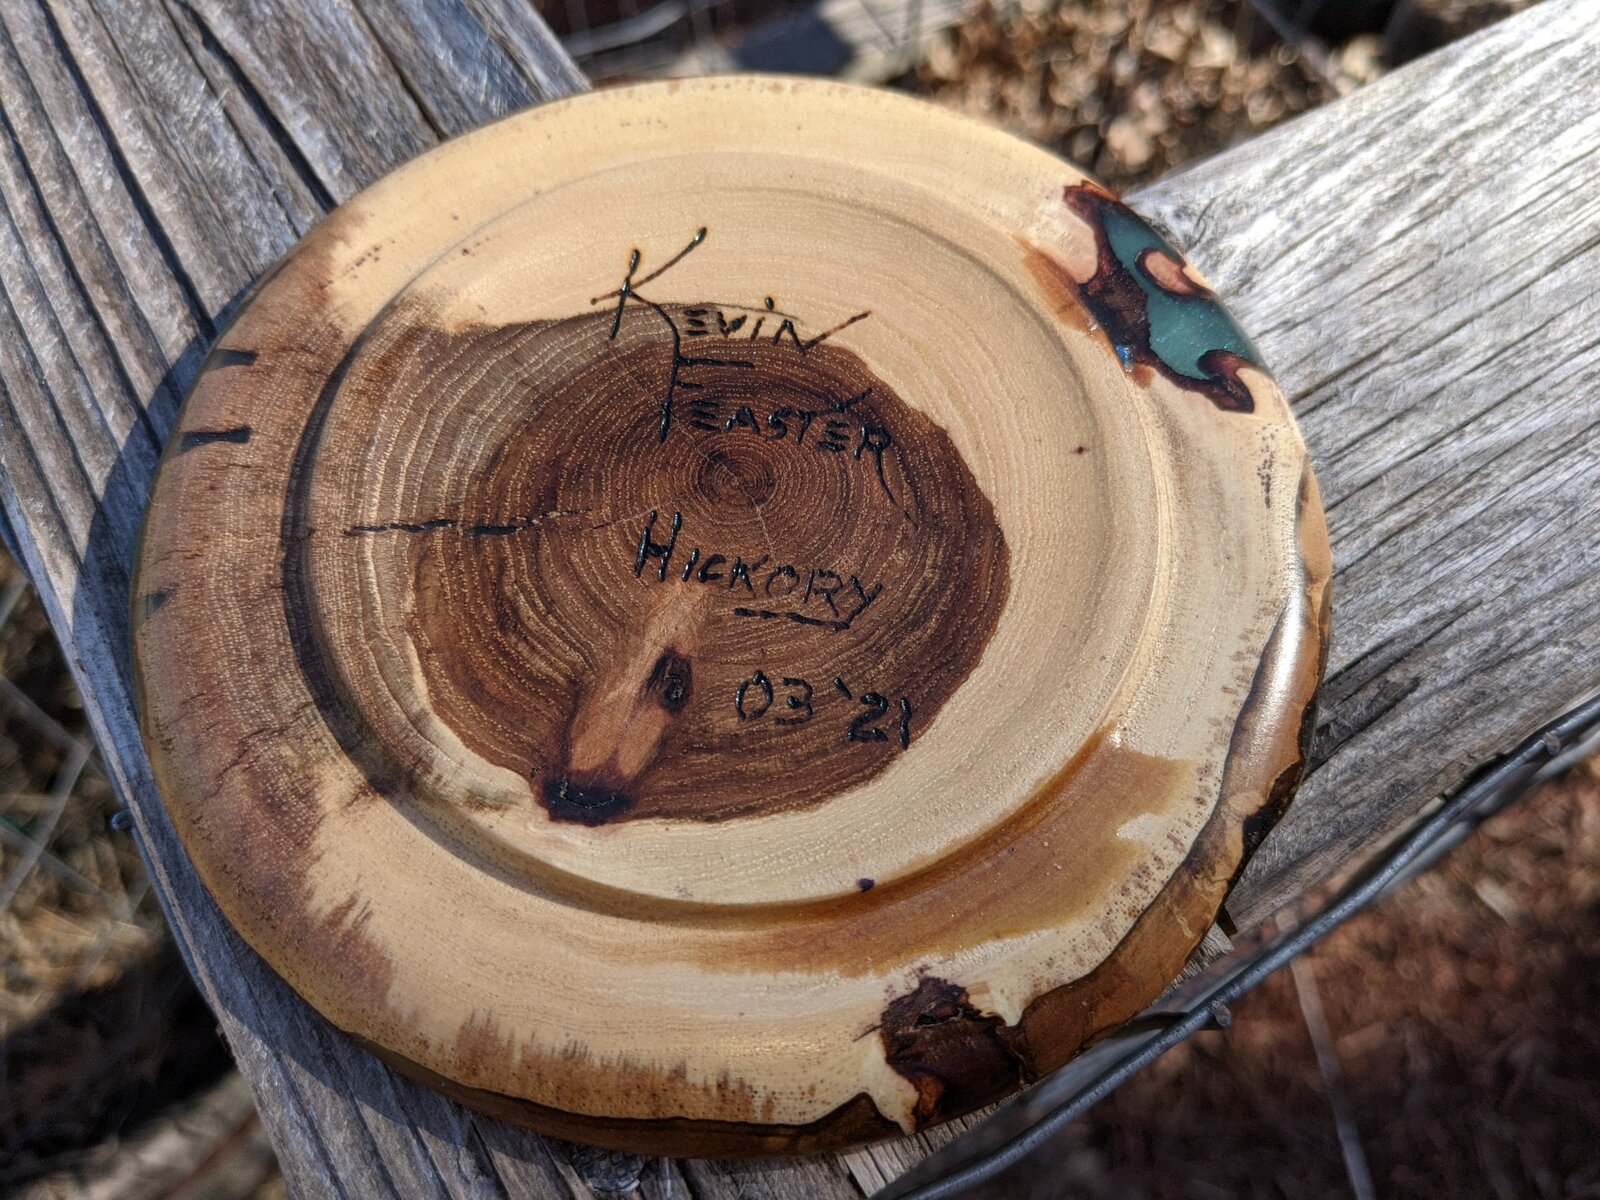 KEVIN
FEASTER
HICKORY
03'21